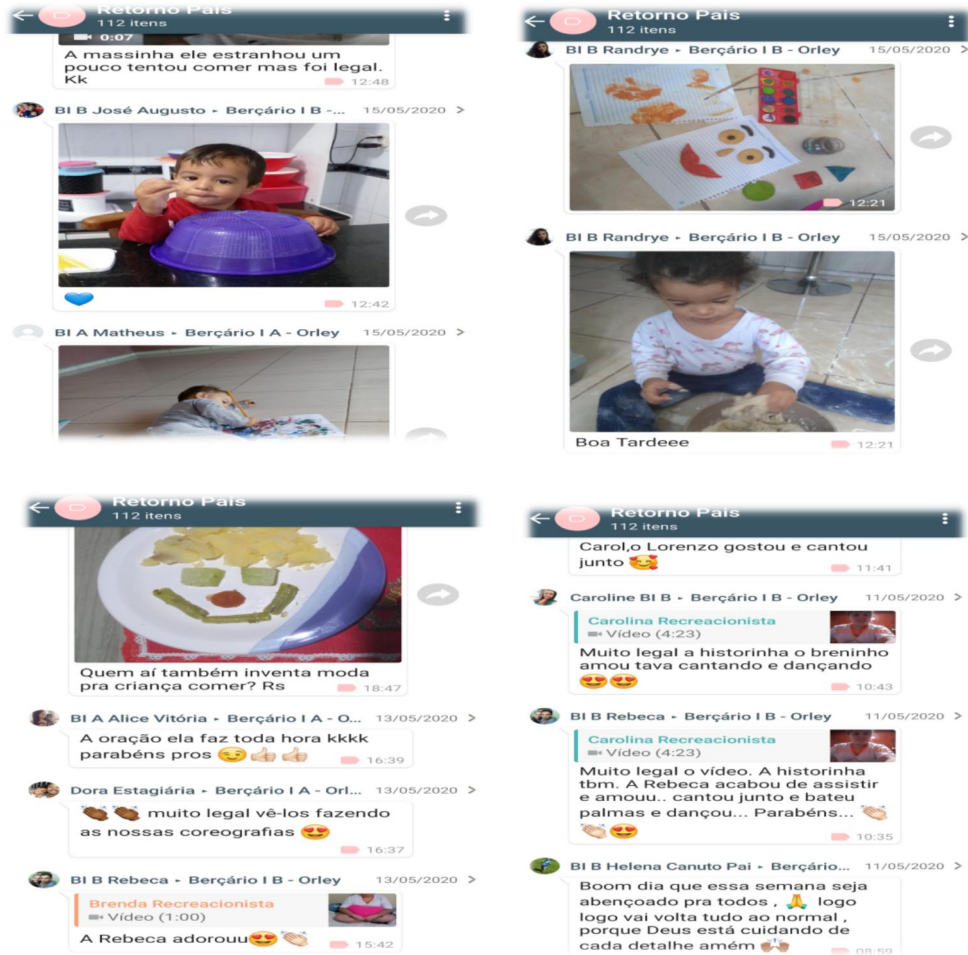 Retorno Pais
112 itens
0:07
A massinha ele estranhou um
pouco tentou comer mas foi legal.
Kk
12:48
BI B José Augusto ▸ Berçário I B -... 15/05/2020 >
💙
12:42
BI A Matheus ▸ Berçário I A - Orley 15/05/2020 >
Retorno Pais
112 itens
BI B Randrye ▸ Berçário I B - Orley 15/05/2020 >
12:21
BI B Randrye ▸ Berçário I B - Orley 15/05/2020 >
Boa Tardeee
12:21
Retorno Pais
112 itens
Quem aí também inventa moda
pra criança comer? Rs
18:47
BI A Alice Vitória ▸ Berçário I A - O... 13/05/2020 >
A oração ela faz toda hora kkkk
parabéns pros 😉👍🏻👍🏻
16:39
Dora Estagiária ▸ Berçário I A - Orl... 13/05/2020 >
👏🏾👏🏾 muito legal vê-los fazendo
as nossas coreografias 😍
16:37
BI B Rebeca ▸ Berçário I B - Orley 13/05/2020 >
Brenda Recreacionista
Vídeo (1:00)
A Rebeca adorouu😍👏🏻
15:42
Retorno Pais
112 itens
Carol,o Lorenzo gostou e cantou
junto 🥰
11:41
Caroline BI B ▸ Berçário I B - Orley 11/05/2020 >
Carolina Recreacionista
Vídeo (4:23)
Muito legal a historinha o breninho
amou tava cantando e dançando
😍😍
10:43
BI B Rebeca ▸ Berçário I B - Orley 11/05/2020 >
Carolina Recreacionista
Vídeo (4:23)
Muito legal o vídeo. A historinha
tbm. A Rebeca acabou de assistir
e amouu.. cantou junto e bateu
palmas e dançou... Parabéns... 👏🏻
👏🏻😍
10:35
BI B Helena Canuto Pai ▸ Berçário... 11/05/2020 >
Boom dia que essa semana seja
abençoado pra todos , 🙏 logo
logo vai volta tudo ao normal ,
porque Deus está cuidando de
cada detalhe amém 🙌🏽
08:59